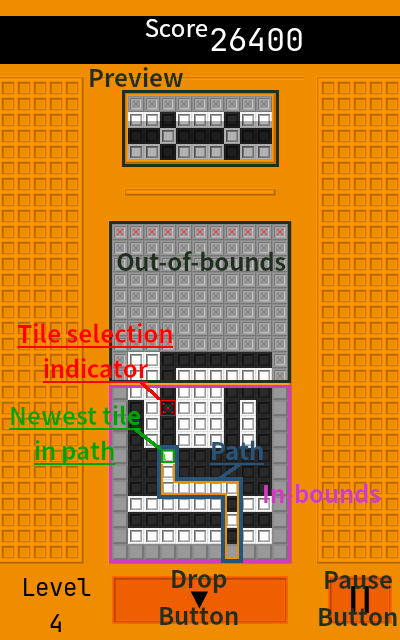 Score 26400
Preview
Out-of-bounds
Tile selection
indicator
Newest tile
in path
Path
In-bounds
Level
4
Drop
Button
Pause
Button